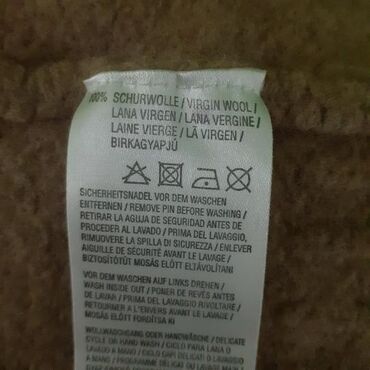 100% SCHURWOLLE / VIRGIN WOOL /
LANA VIRGEN / LANA VERGINE /
LAINE VIERGE / LÃ VIRGEN /
BIRKAGYAPJÚ
SICHERHEITSNADEL VOR DEM WASCHEN
ENTFERNEN / REMOVE PIN BEFORE WASHING /
RETIRAR LA AGUJA DE SEGURIDAD ANTES DE
PROCEDER AL LAVADO / PRIMA DEL LAVAGGIO,
RIMUOVERE LA SPILLA DI SICUREZZA / ENLEVER
AIGUILLE DE SÉCURITÉ AVANT LE LAVAGE /
BIZTOSÍTÓTŰT MOSÁS ELŐTT ELTÁVOLÍTANI
VOR DEM WASCHEN AUF LINKS DREHEN /
WASH INSIDE OUT / PONER DE REVÉS ANTES
DE LAVAR / PRIMA DEL LAVAGGIO RIVOLTARE /
RETOURNER À L'ENVERS AVANT LE LAVAGE /
MOSÁS ELŐTT FORDÍTSA KI
WOLLWASCHGANG ODER HANDWÄSCHE / DELICATE
CYCLE OR HAND WASH / CICLO PARA LANA O
LAVADO A MANO / CICLO DELICATI O LAVAGGIO
A MANO / PROGRAMME